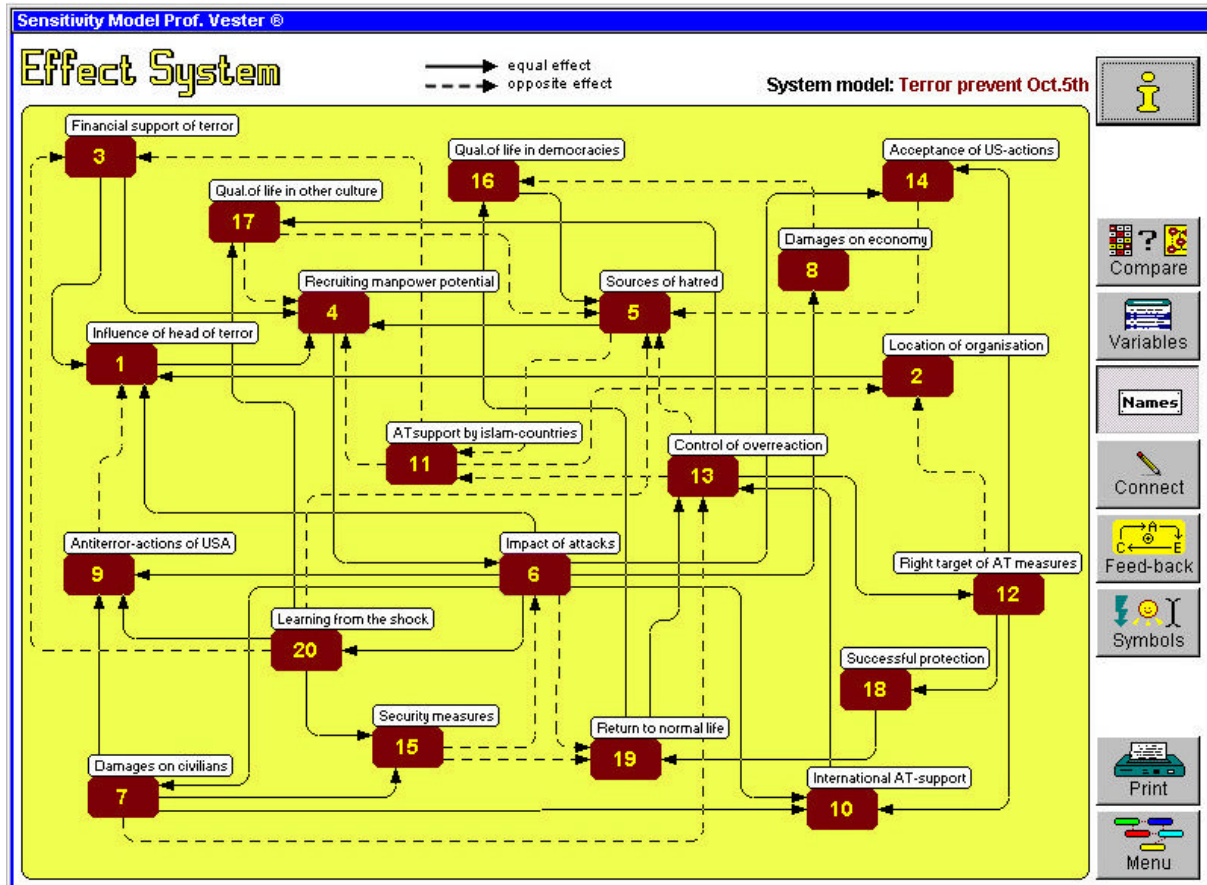 Sensitivity Model Prof. Vester ®
Effect System
equal effect
opposite effect
System model: Terror prevent Oct.5th
i
Financial support of terror
3
Qual.of life in democracies
16
Acceptance of US-actions
14
Qual.of life in other culture
17
Damages on economy
8
Compare
Recruiting manpower potential
4
Sources of hatred
5
Variables
Influence of head of terror
1
Location of organisation
2
Names
ATsupport by islam-countries
11
Control of overreaction
13
Connect
Antiterror-actions of USA
9
Impact of attacks
6
Right target of AT measures
12
A
C E
Feed-back
Learning from the shock
20
Successful protection
18
Symbols
Security measures
15
Return to normal life
19
Damages on civilians
7
International AT-support
10
Print
Menu